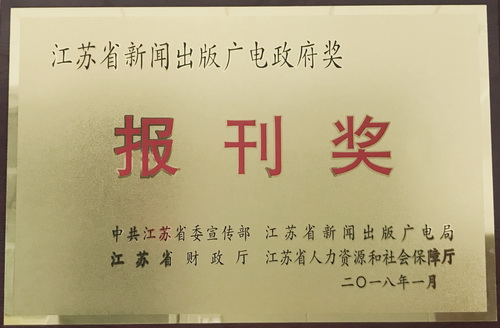 江苏省新闻出版广电政府奖
报刊奖
中共江苏省委宣传部 江苏省新闻出版广电局
江苏省财政厅 江苏省人力资源和社会保障厅
二〇一八年一月